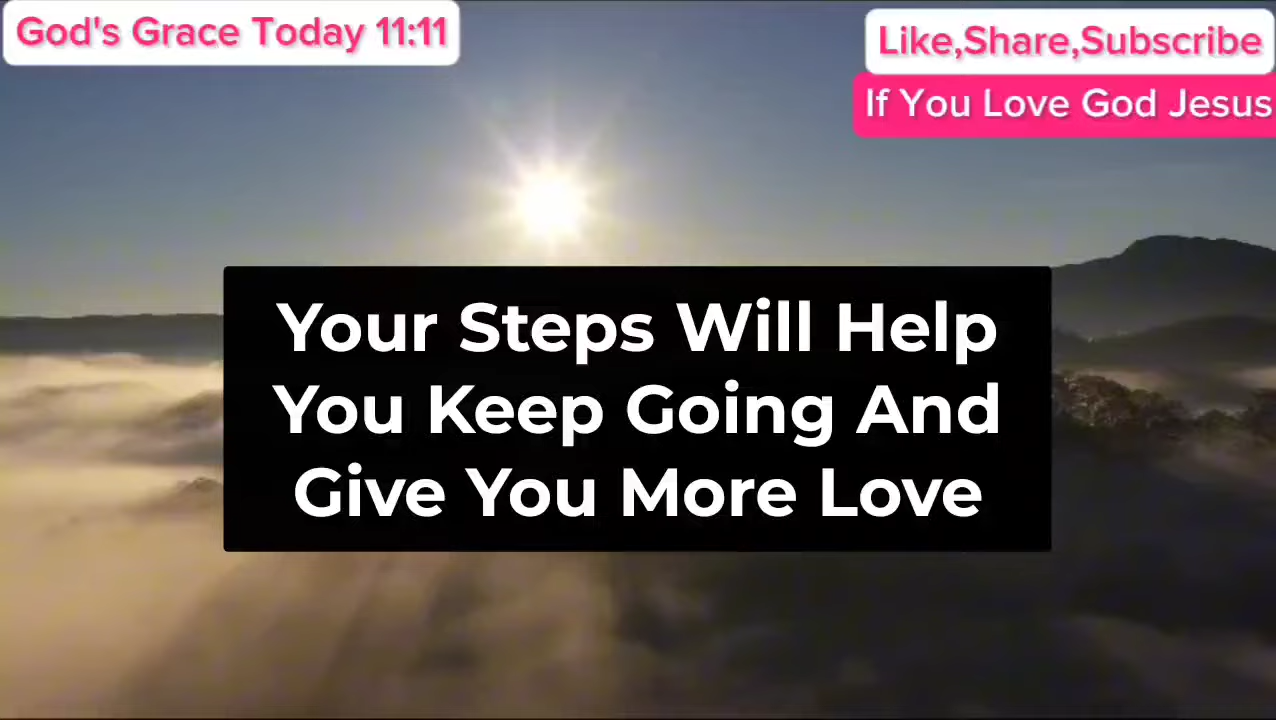 God's Grace Today 11:11
Like,Share,Subscribe
If You Love God Jesus
Your Steps Will Help
You Keep Going And
Give You More Love